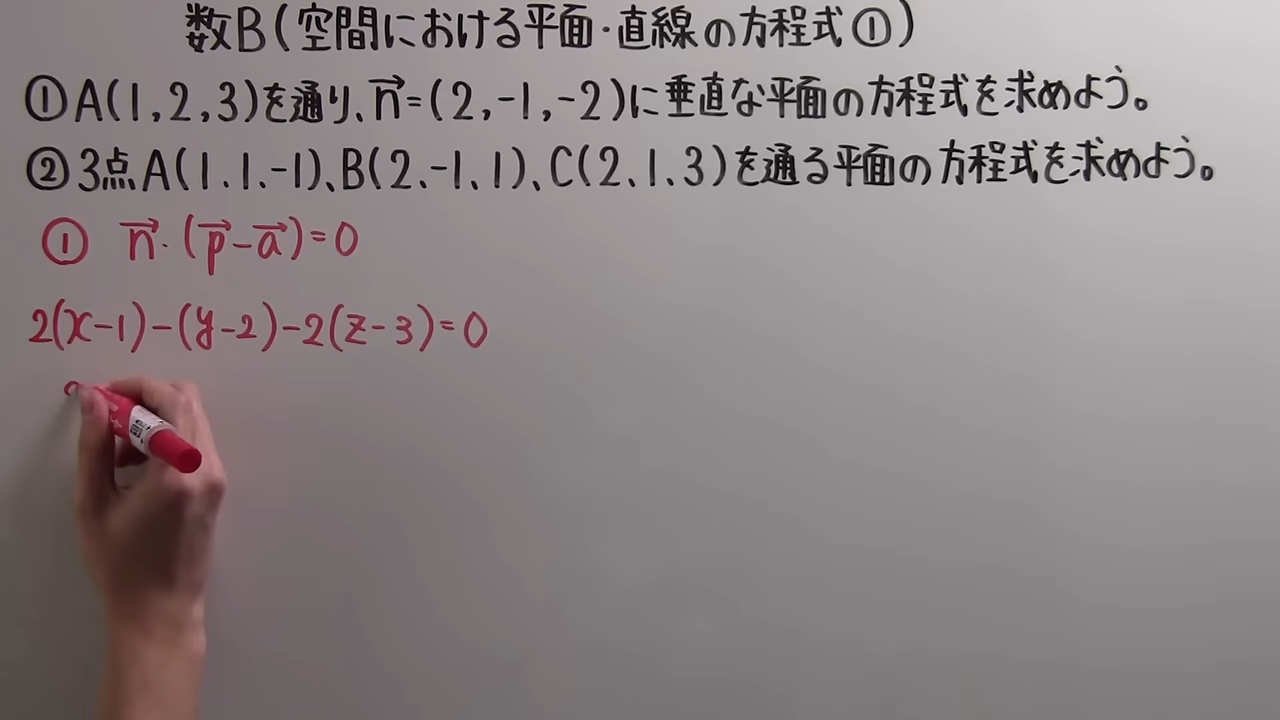 数B(空間における平面・直線の方程式①)
①A(1,2,3)を通り、n→=(2,-1,-2)に垂直な平面の方程式を求めよう。
②3点A(1.1.-1)、B(2.-1.1)、C(2.1.3)を通る平面の方程式を求めよう。
① n→·(p→-a→)=0
2(x-1)-(y-2)-2(z-3)=0